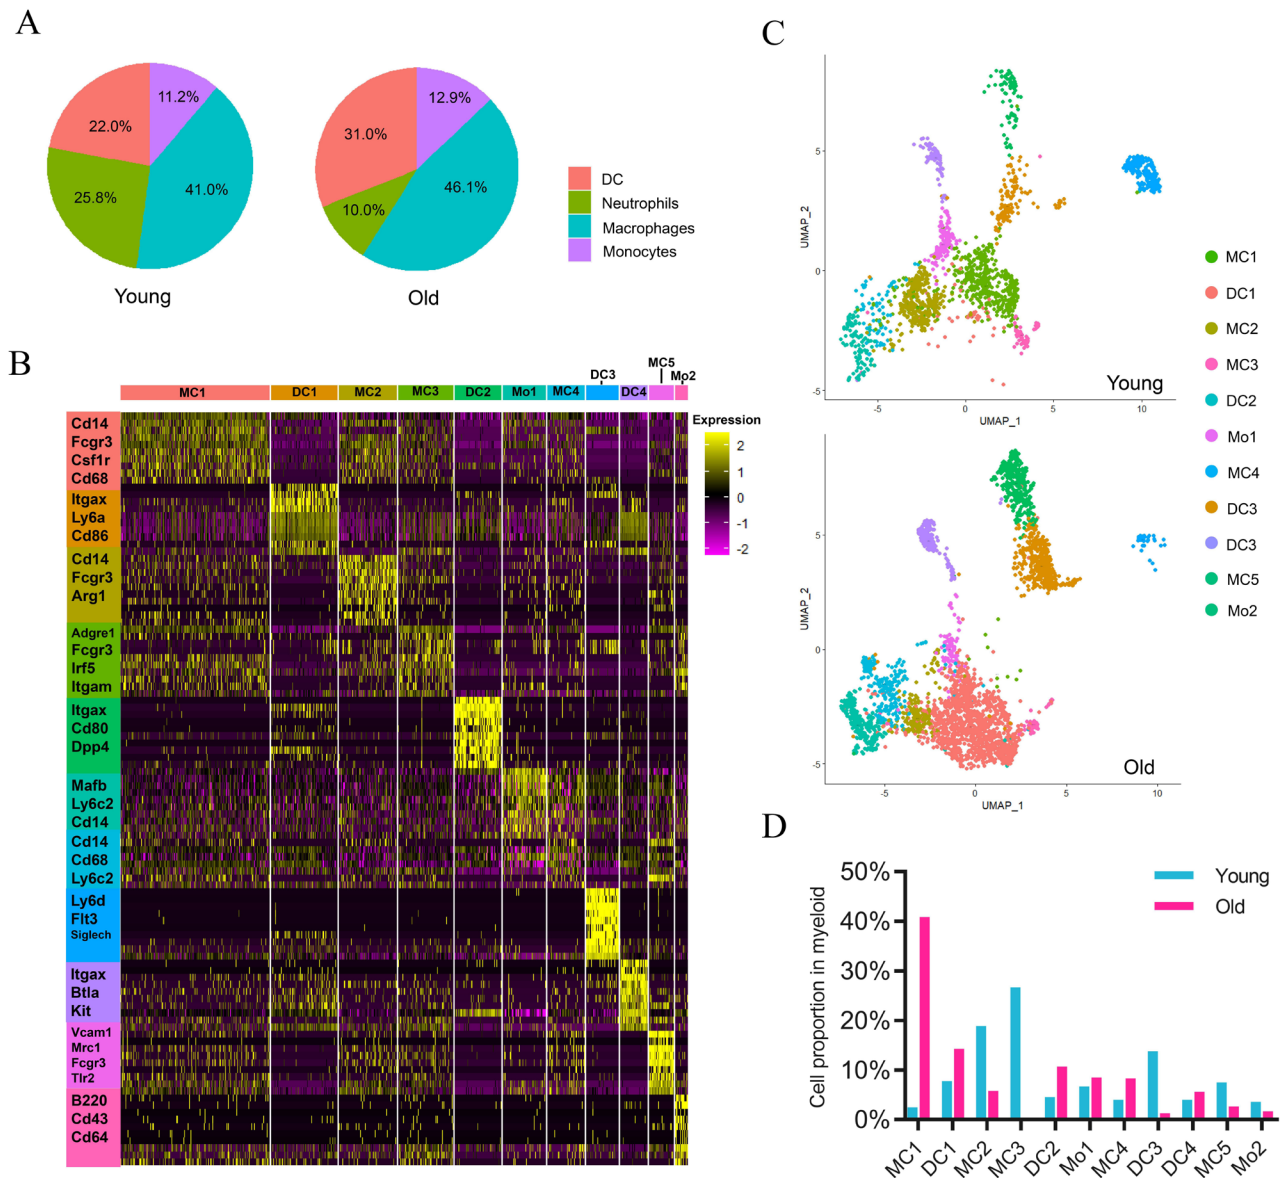 A
11.2%
22.0%
41.0%
25.8%
Young
12.9%
31.0%
46.1%
10.0%
Old
DC
Neutrophils
Macrophages
Monocytes
B
MC1
DC1
MC2
MC3
DC2
Mo1
MC4
DC3
DC4
MC5
Mo2
Cd14
Fcgr3
Csf1r
Cd68
Itgax
Ly6a
Cd86
Cd14
Fcgr3
Arg1
Adgre1
Fcgr3
Irf5
Itgam
Itgax
Cd80
Dpp4
Mafb
Ly6c2
Cd14
Cd14
Cd68
Ly6c2
Ly6d
Flt3
Siglech
Itgax
Btla
Kit
Vcam1
Mrc1
Fcgr3
Tlr2
B220
Cd43
Cd64
Expression
2
1
0
-1
-2
C
UMAP_2
5
0
-5
-5
0
5
10
UMAP_1
Young
UMAP_2
5
0
-5
-5
0
5
10
UMAP_1
Old
MC1
DC1
MC2
MC3
DC2
Mo1
MC4
DC3
DC3
MC5
Mo2
D
Cell proportion in myeloid
50%
40%
30%
20%
10%
0%
Young
Old
MC1
DC1
MC2
MC3
DC2
Mo1
MC4
DC3
DC4
MC5
Mo2